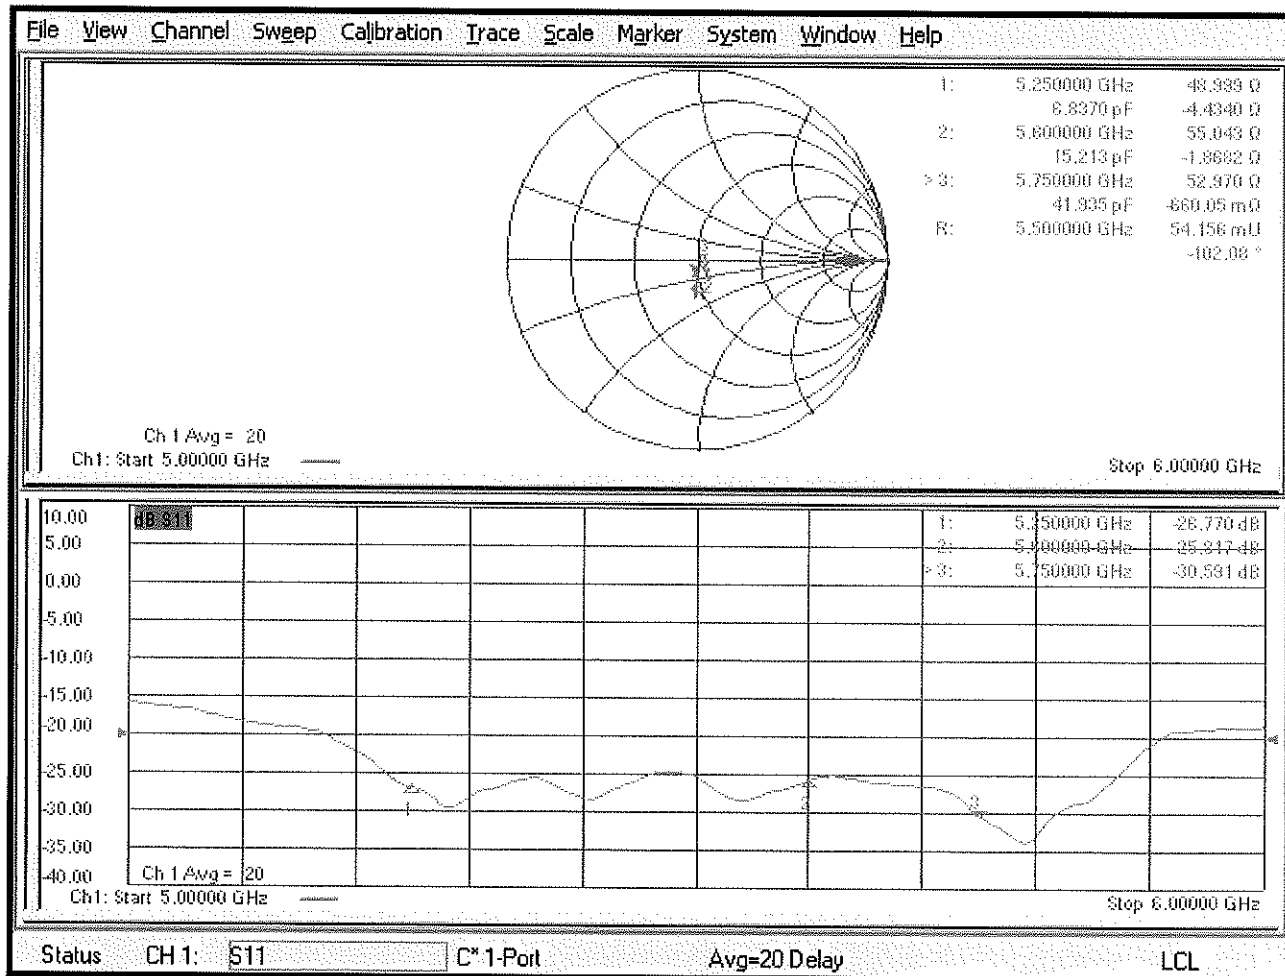 File View Channel Sweep Calibration Trace Scale Marker System Window Help
1: 5.250000 GHz 48.999 Ω
6.8370 pF -4.4340 Ω
2: 5.600000 GHz 55.043 Ω
15.213 pF -1.8682 Ω
> 3: 5.750000 GHz 52.970 Ω
41.935 pF -660.05 mΩ
R: 5.500000 GHz 54.156 mU
-102.08 °
Ch 1 Avg = 20
Ch1: Start 5.00000 GHz
Stop 6.00000 GHz
10.00
dB S11
1: 5.250000 GHz -26.770 dB
5.00
2: 5.600000 GHz -25.817 dB
0.00
> 3: 5.750000 GHz
-5.00
-10.00
-15.00
-20.00
-25.00
-30.00
1
2
3
-35.00
-40.00
Ch 1 Avg = 20
Ch1: Start 5.00000 GHz
Stop 6.00000 GHz
Status CH 1: S11 C* 1-Port Avg=20 Delay LCL